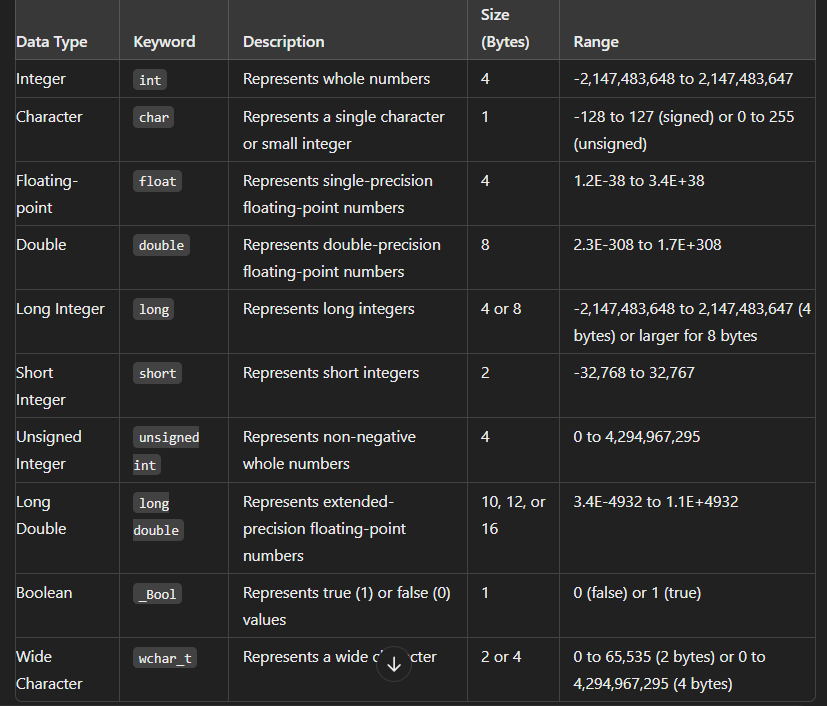 Data Type Keyword Description Size (Bytes) Range
Integer int Represents whole numbers 4 -2,147,483,648 to 2,147,483,647
Character char Represents a single character 1 -128 to 127 (signed) or 0 to 255
or small integer (unsigned)
Floating- float Represents single-precision 4 1.2E-38 to 3.4E+38
point floating-point numbers
Double double Represents double-precision 8 2.3E-308 to 1.7E+308
floating-point numbers
Long Integer long Represents long integers 4 or 8 -2,147,483,648 to 2,147,483,647 (4
bytes) or larger for 8 bytes
Short short Represents short integers 2 -32,768 to 32,767
Integer
Unsigned unsigned Represents non-negative 4 0 to 4,294,967,295
Integer int whole numbers
Long long Represents extended- 10, 12, or 3.4E-4932 to 1.1E+4932
Double double precision floating-point 16
numbers
Boolean _Bool Represents true (1) or false (0) 1 0 (false) or 1 (true)
values
Wide wchar_t Represents a wide 2 or 4 0 to 65,535 (2 bytes) or 0 to
Character 4,294,967,295 (4 bytes)